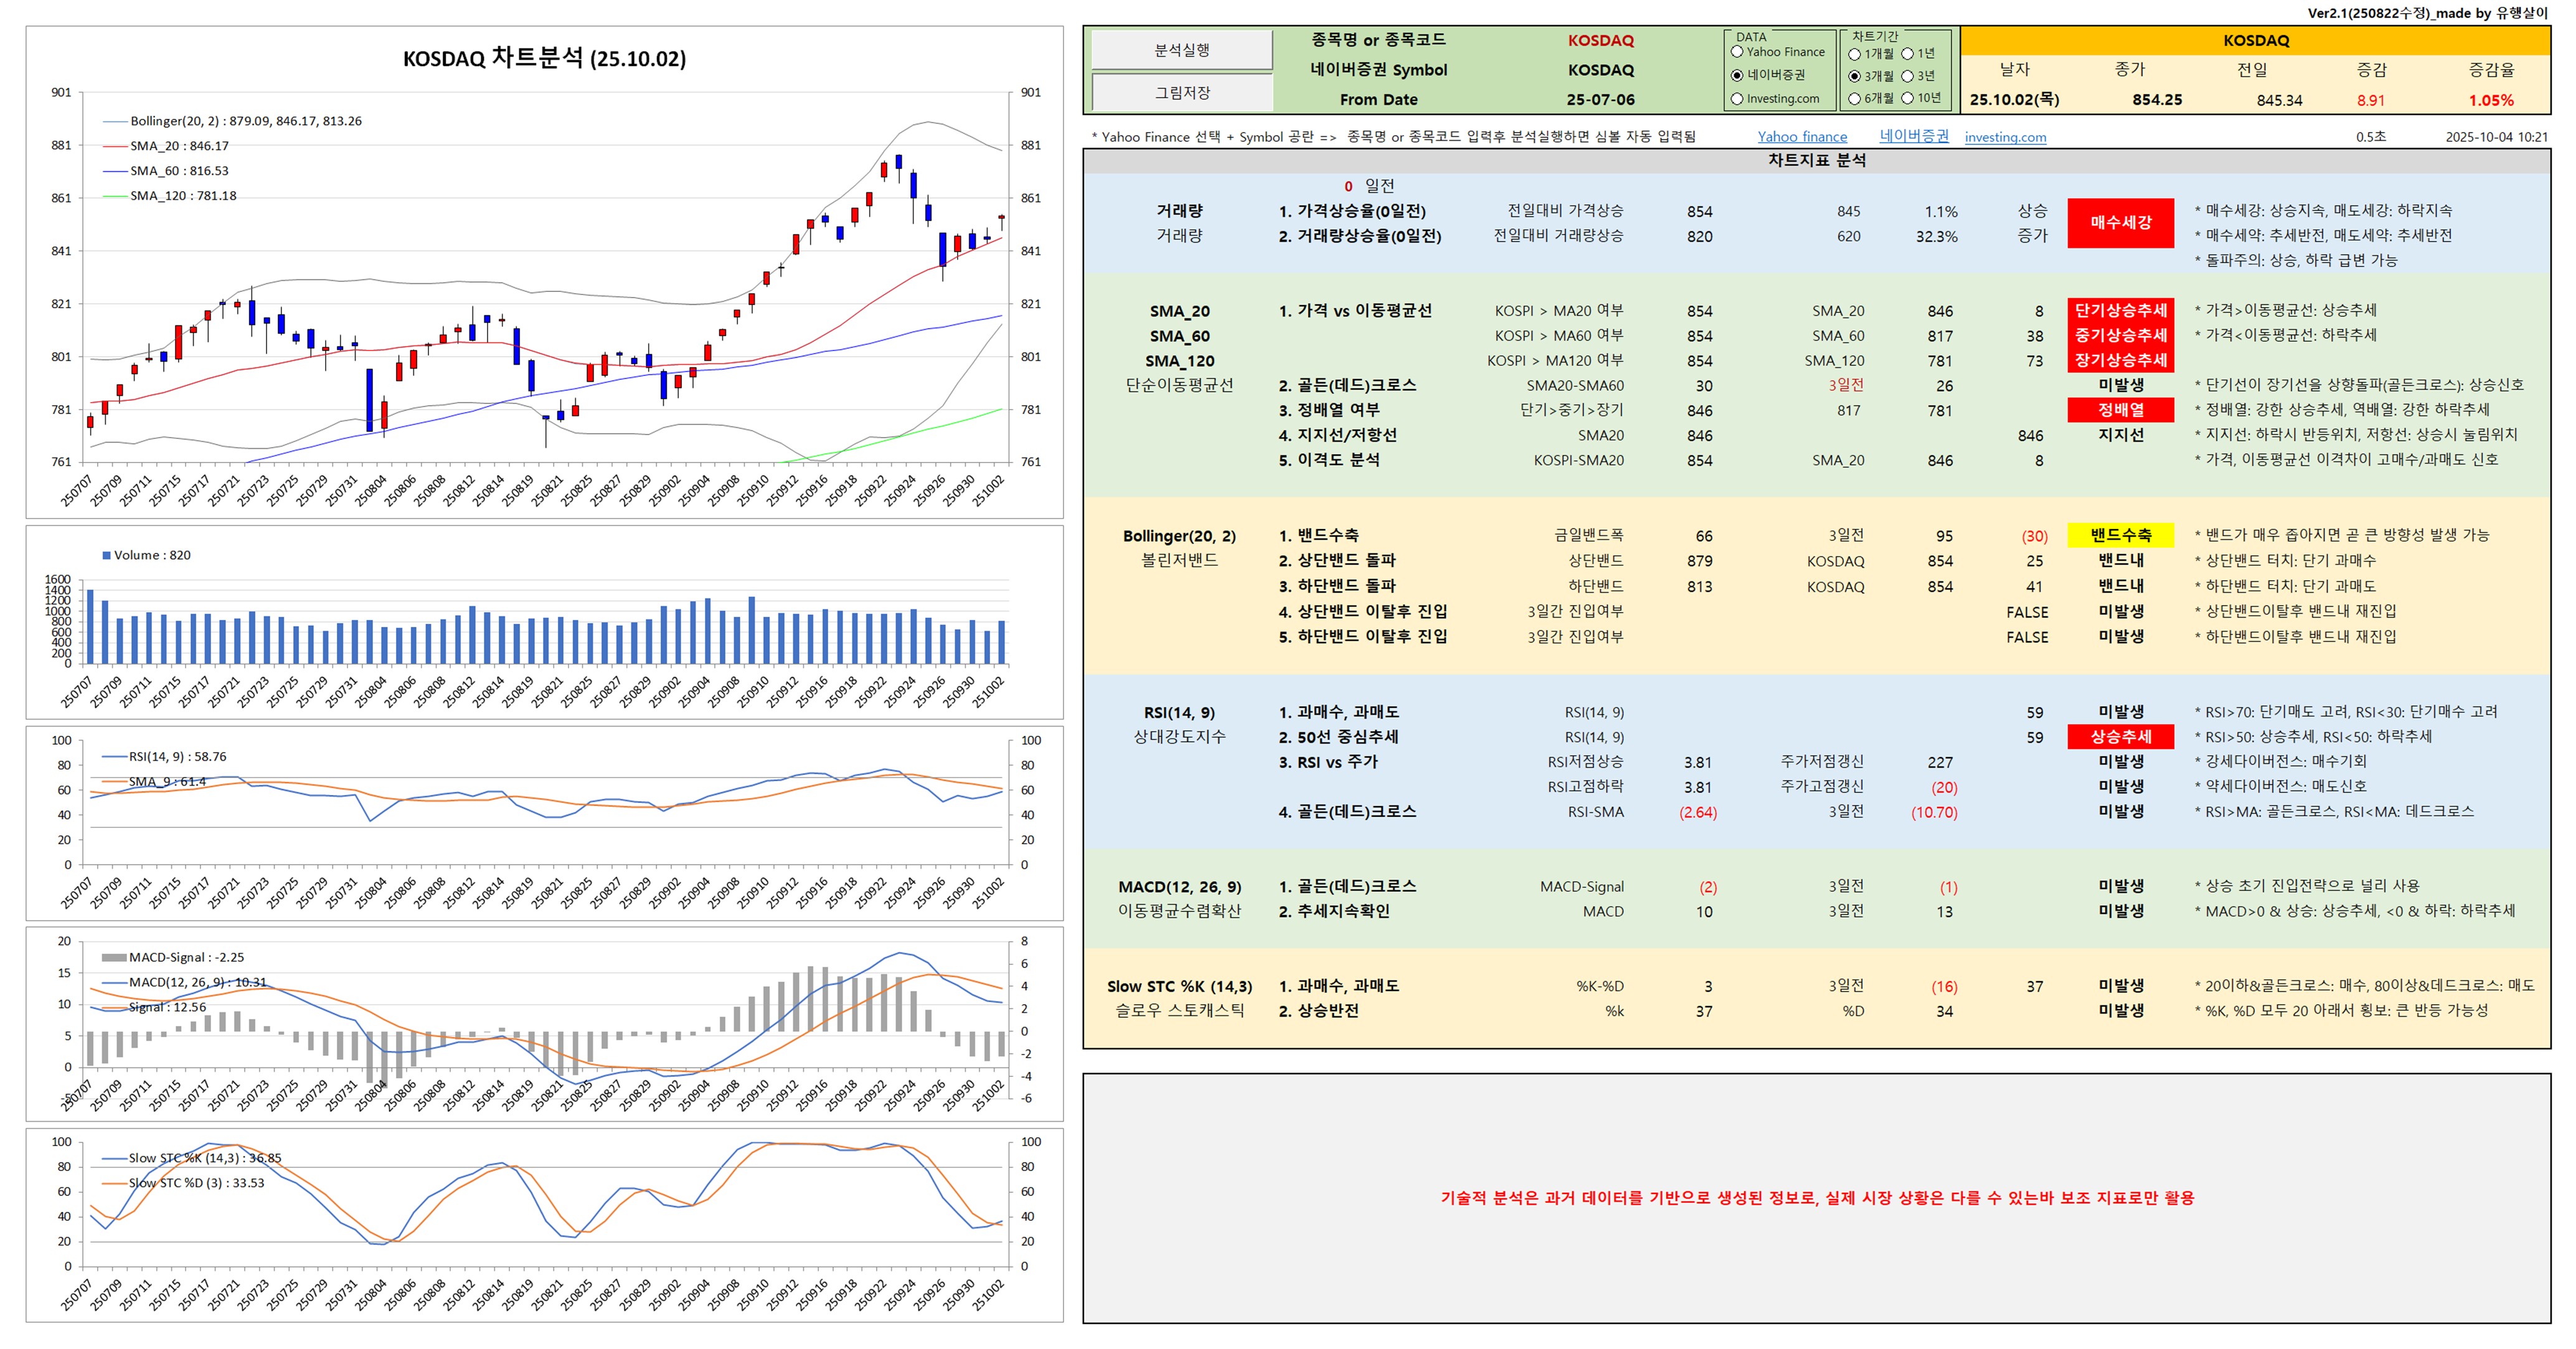 Ver2.1(250822수정)_made by 유행살이
KOSDAQ 차트분석 (25.10.02)
Bollinger(20, 2) : 879.09, 846.17, 813.26
SMA_20 : 846.17
SMA_60 : 816.53
SMA_120 : 781.18
901 901
881 881
861 861
841 841
821 821
801 801
781 781
761 761
250707 250709 250711 250715 250717 250721 250723 250725 250729 250731 250804 250806 250808 250812 250814 250819 250821 250825 250827 250829 250902 250904 250908 250910 250912 250916 250918 250922 250924 250926 250930 251002
Volume : 820
1600
1400
1200
1000
800
600
400
200
0
250707 250709 250711 250715 250717 250721 250723 250725 250729 250731 250804 250806 250808 250812 250814 250819 250821 250825 250827 250829 250902 250904 250908 250910 250912 250916 250918 250922 250924 250926 250930 251002
RSI(14, 9) : 58.76
SMA_9 : 61.4
100 100
80 80
60 60
40 40
20 20
0 0
250707 250709 250711 250715 250717 250721 250723 250725 250729 250731 250804 250806 250808 250812 250814 250819 250821 250825 250827 250829 250902 250904 250908 250910 250912 250916 250918 250922 250924 250926 250930 251002
MACD-Signal : -2.25
MACD(12, 26, 9) : 10.31
Signal : 12.56
20
15
10
5
0
-5
8
6
4
2
0
-2
-4
-6
250707 250709 250711 250715 250717 250721 250723 250725 250729 250731 250804 250806 250808 250812 250814 250819 250821 250825 250827 250829 250902 250904 250908 250910 250912 250916 250918 250922 250924 250926 250930 251002
Slow STC %K (14,3) : 36.85
Slow STC %D (3) : 33.53
100 100
80 80
60 60
40 40
20 20
0 0
250707 250709 250711 250715 250717 250721 250723 250725 250729 250731 250804 250806 250808 250812 250814 250819 250821 250825 250827 250829 250902 250904 250908 250910 250912 250916 250918 250922 250924 250926 250930 251002
분석실행
그림저장
종목명 or 종목코드 KOSDAQ
네이버증권 Symbol KOSDAQ
From Date 25-07-06
DATA
Yahoo Finance
네이버증권
Investing.com
차트기간
1개월 1년
3개월 3년
6개월 10년
KOSDAQ
날자 종가 전일 증감 증감율
25.10.02(목) 854.25 845.34 8.91 1.05%
* Yahoo Finance 선택 + Symbol 공란 => 종목명 or 종목코드 입력후 분석실행하면 심볼 자동 입력됨 Yahoo finance 네이버증권 investing.com 0.5초 2025-10-04 10:21
차트지표 분석
0 일전
거래량 1. 가격상승율(0일전) 전일대비 가격상승 854 845 1.1% 상승 매수세강 * 매수세강: 상승지속, 매도세강: 하락지속
거래량 2. 거래량상승율(0일전) 전일대비 거래량상승 820 620 32.3% 증가 * 매수세약: 추세반전, 매도세약: 추세반전
* 돌파주의: 상승, 하락 급변 가능
SMA_20 1. 가격 vs 이동평균선 KOSPI > MA20 여부 854 SMA_20 846 8 단기상승추세 * 가격>이동평균선: 상승추세
SMA_60 KOSPI > MA60 여부 854 SMA_60 817 38 중기상승추세 * 가격<이동평균선: 하락추세
SMA_120 KOSPI > MA120 여부 854 SMA_120 781 73 장기상승추세
단순이동평균선 2. 골든(데드)크로스 SMA20-SMA60 30 3일전 26 미발생 * 단기선이 장기선을 상향돌파(골든크로스): 상승신호
3. 정배열 여부 단기>중기>장기 846 817 781 정배열 * 정배열: 강한 상승추세, 역배열: 강한 하락추세
4. 지지선/저항선 SMA20 846 846 지지선 * 지지선: 하락시 반등위치, 저항선: 상승시 눌림위치
5. 이격도 분석 KOSPI-SMA20 854 SMA_20 846 8 * 가격, 이동평균선 이격차이 고매수/과매도 신호
Bollinger(20, 2) 1. 밴드수축 금일밴드폭 66 3일전 95 (30) 밴드수축 * 밴드가 매우 좁아지면 곧 큰 방향성 발생 가능
볼린저밴드 2. 상단밴드 돌파 상단밴드 879 KOSDAQ 854 25 밴드내 * 상단밴드 터치: 단기 과매수
3. 하단밴드 돌파 하단밴드 813 KOSDAQ 854 41 밴드내 * 하단밴드 터치: 단기 과매도
4. 상단밴드 이탈후 진입 3일간 진입여부 FALSE 미발생 * 상단밴드이탈후 밴드내 재진입
5. 하단밴드 이탈후 진입 3일간 진입여부 FALSE 미발생 * 하단밴드이탈후 밴드내 재진입
RSI(14, 9) 1. 과매수, 과매도 RSI(14, 9) 59 미발생 * RSI>70: 단기매도 고려, RSI<30: 단기매수 고려
상대강도지수 2. 50선 중심추세 RSI(14, 9) 59 상승추세 * RSI>50: 상승추세, RSI<50: 하락추세
3. RSI vs 주가 RSI저점상승 3.81 주가저점갱신 227 미발생 * 강세다이버전스: 매수기회
RSI고점하락 3.81 주가고점갱신 (20) 미발생 * 약세다이버전스: 매도신호
4. 골든(데드)크로스 RSI-SMA (2.64) 3일전 (10.70) 미발생 * RSI>MA: 골든크로스, RSI<MA: 데드크로스
MACD(12, 26, 9) 1. 골든(데드)크로스 MACD-Signal (2) 3일전 (1) 미발생 * 상승 초기 진입전략으로 널리 사용
이동평균수렴확산 2. 추세지속확인 MACD 10 3일전 13 미발생 * MACD>0 & 상승: 상승추세, <0 & 하락: 하락추세
Slow STC %K (14,3) 1. 과매수, 과매도 %K-%D 3 3일전 (16) 37 미발생 * 20이하&골든크로스: 매수, 80이상&데드크로스: 매도
슬로우 스토캐스틱 2. 상승반전 %k 37 %D 34 미발생 * %K, %D 모두 20 아래서 횡보: 큰 반등 가능성
기술적 분석은 과거 데이터를 기반으로 생성된 정보로, 실제 시장 상황은 다를 수 있는바 보조 지표로만 활용